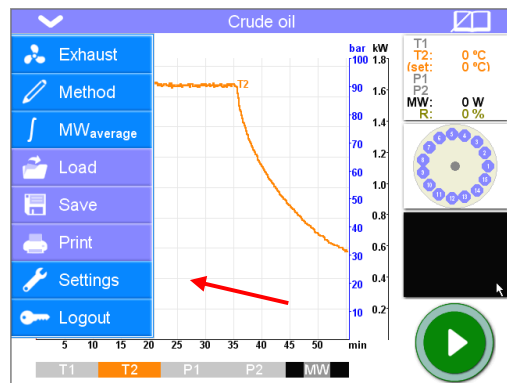 Crude oil
Exhaust
Method
MWaverage
Load
Save
Print
Settings
Logout
bar kW
100 1.8
90 1.6
80 1.4
70
60 1.2
50 1.0
40 0.8
30 0.6
20 0.4
10 0.2
T2
5 10 15 20 25 30 35 40 45 50 min
T1 T2 P1 P2 MW
T1
T2: 0 ºC
(set: 0 ºC)
P1
P2
MW: 0 W
R: 0 %